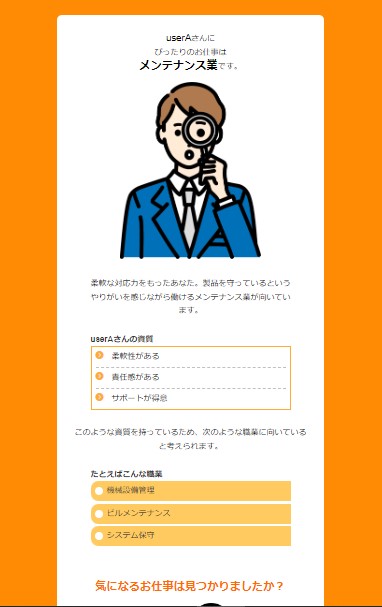 userAさんに
ぴったりのお仕事は
メンテナンス業です。
柔軟な対応力をもったあなた。製品を守っているという
やりがいを感じながら働けるメンテナンス業が向いてい
ます。
userAさんの資質
柔軟性がある
責任感がある
サポートが得意
このような資質を持っているため、次のような職業に向いている
と考えられます。
たとえばこんな職業
機械設備管理
ビルメンテナンス
システム保守
気になるお仕事は見つかりましたか？